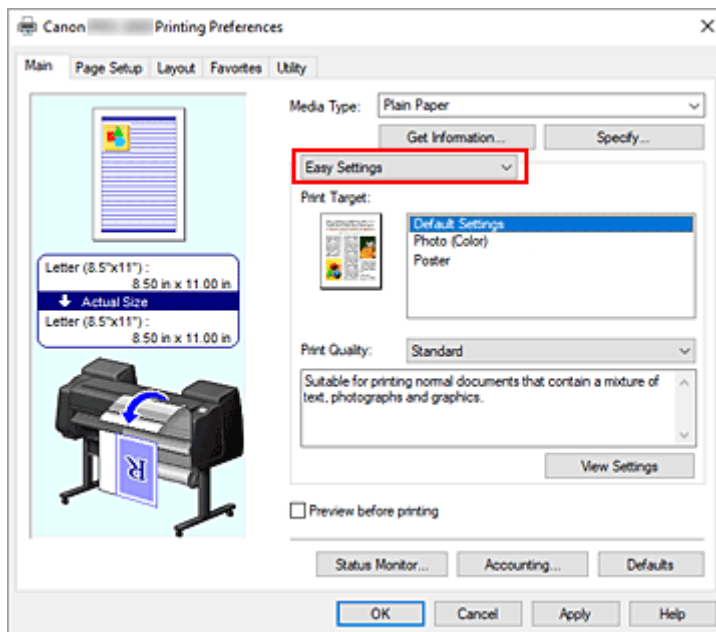 Canon Printing Preferences
Main Page Setup Layout Favorites Utility
Media Type: Plain Paper
Get Information... Specify...
Easy Settings
Print Target:
Default Settings
Photo (Color)
Poster
Letter (8.5"x11") :
8.50 in x 11.00 in
Actual Size
Letter (8.5"x11") :
8.50 in x 11.00 in
Print Quality: Standard
Suitable for printing normal documents that contain a mixture of
text, photographs and graphics.
R
View Settings
Preview before printing
Status Monitor... Accounting... Defaults
OK Cancel Apply Help